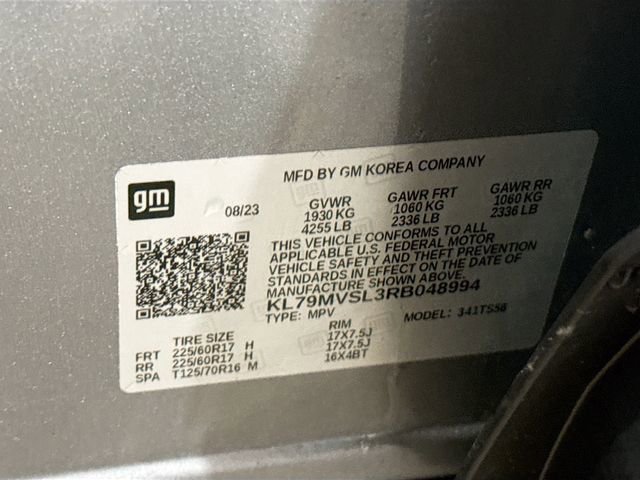 MFD BY GM KOREA COMPANY
gm
08/23
GVWR GAWR FRT GAWR RR
1930 KG 1060 KG 1060 KG
4255 LB 2336 LB 2336 LB
THIS VEHICLE CONFORMS TO ALL
APPLICABLE U.S. FEDERAL MOTOR
VEHICLE SAFETY AND THEFT PREVENTION
STANDARDS IN EFFECT ON THE DATE OF
MANUFACTURE SHOWN ABOVE.
KL79MVSL3RB048994
TYPE: MPV MODEL: 341TS56
TIRE SIZE RIM
FRT 225/60R17 H 17X7.5J
RR 225/60R17 H 17X7.5J
SPA T125/70R16 M 16X4BT